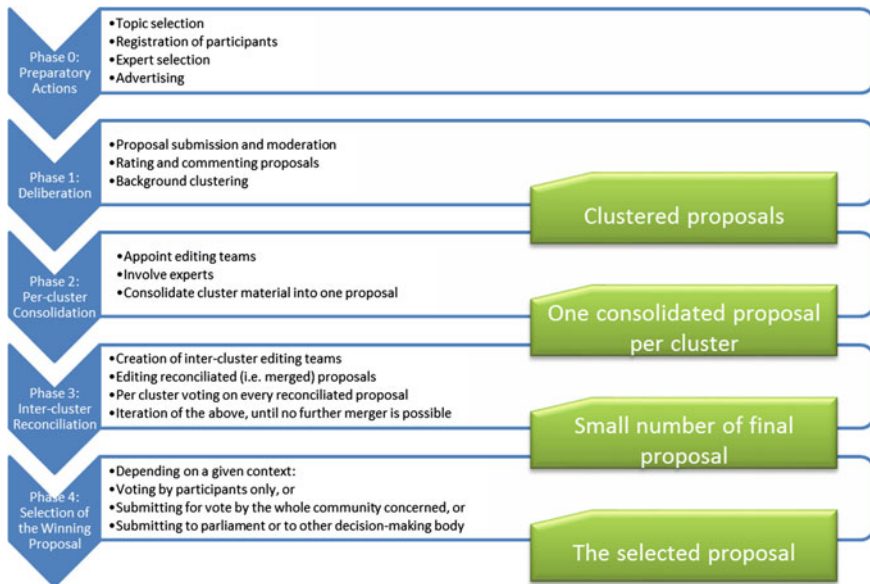 Phase 0:
Preparatory
Actions
•Topic selection
•Registration of participants
•Expert selection
•Advertising
Phase 1:
Deliberation
•Proposal submission and moderation
•Rating and commenting proposals
•Background clustering
Clustered proposals
Phase 2:
Per-cluster
Consolidation
•Appoint editing teams
•Involve experts
•Consolidate cluster material into one proposal
One consolidated proposal
per cluster
Phase 3:
Inter-cluster
Reconciliation
•Creation of inter-cluster editing teams
•Editing reconciliated (i.e. merged) proposals
•Per cluster voting on every reconciliated proposal
•Iteration of the above, until no further merger is possible
Small number of final
proposal
Phase 4:
Selection of
the Winning
Proposal
•Depending on a given context:
•Voting by participants only, or
•Submitting for vote by the whole community concerned, or
•Submitting to parliament or to other decision-making body
The selected proposal